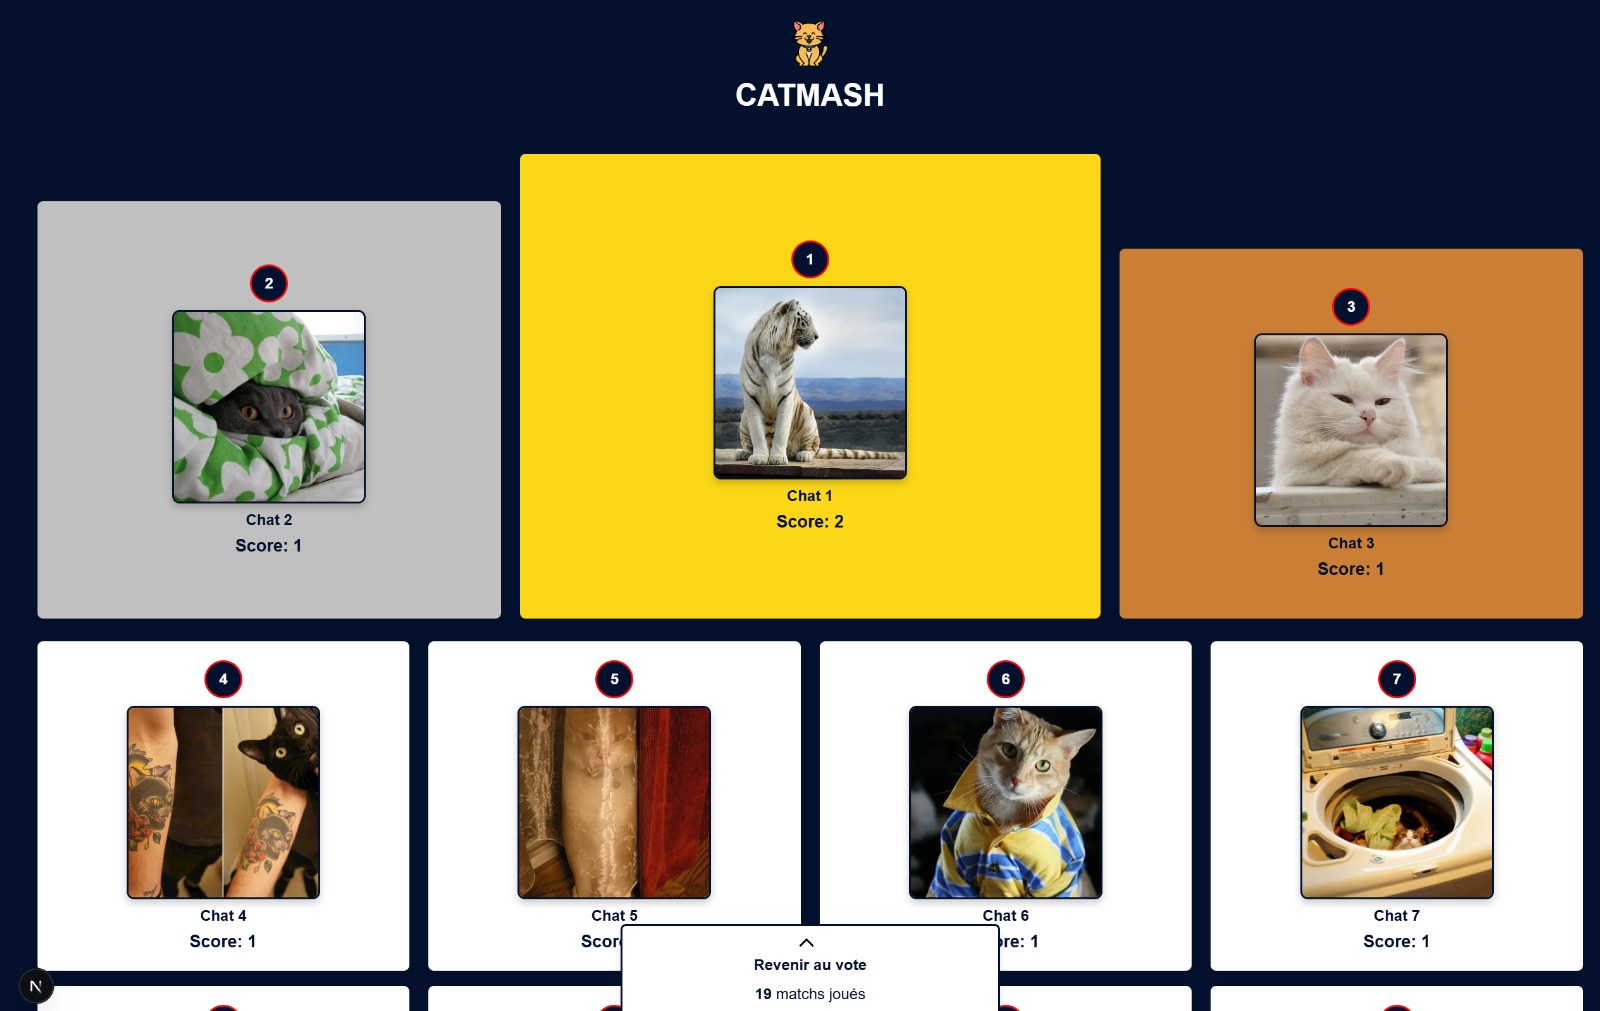 CATMASH
2
Chat 2
Score: 1
1
Chat 1
Score: 2
3
Chat 3
Score: 1
4
Chat 4
Score: 1
5
Chat 5
Scor
6
Chat 6
ore: 1
7
Chat 7
Score: 1
Revenir au vote
19 matchs joués
N